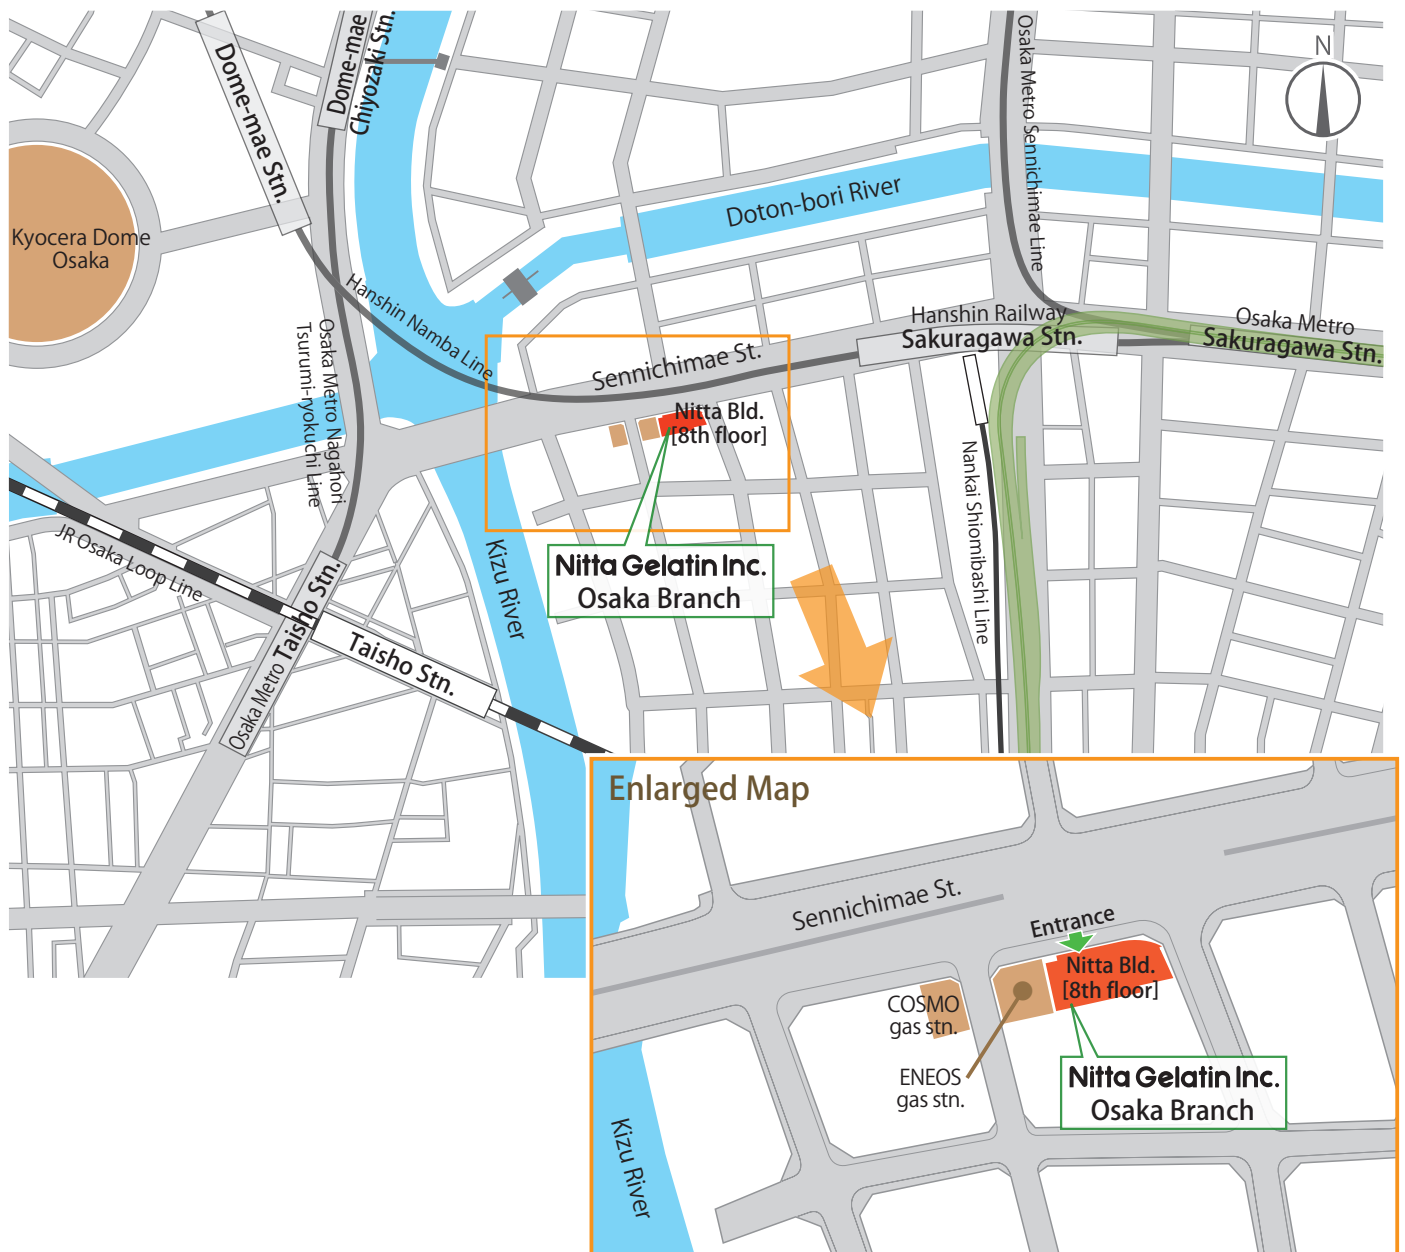 Dome-mae Stn.
Dome-mae
Chiyozaki Stn.
Osaka Metro Sennichimae Line
N
Kyocera Dome
Osaka
Doton-bori River
Hanshin Namba Line
Osaka Metro Nagahori
Tsurumi-ryokuchi Line
Hanshin Railway
Sakuragawa Stn.
Osaka Metro
Sakuragawa Stn.
Sennichimae St.
Nitta Bld.
[8th floor]
Nankai Shiomibashi Line
JR Osaka Loop Line
Kizu River
Nitta Gelatin Inc.
Osaka Branch
Osaka Metro Taisho Stn.
Taisho Stn.
Enlarged Map
Sennichimae St.
Entrance
Nitta Bld.
[8th floor]
COSMO
gas stn.
ENEOS
gas stn.
Nitta Gelatin Inc.
Osaka Branch
Kizu River